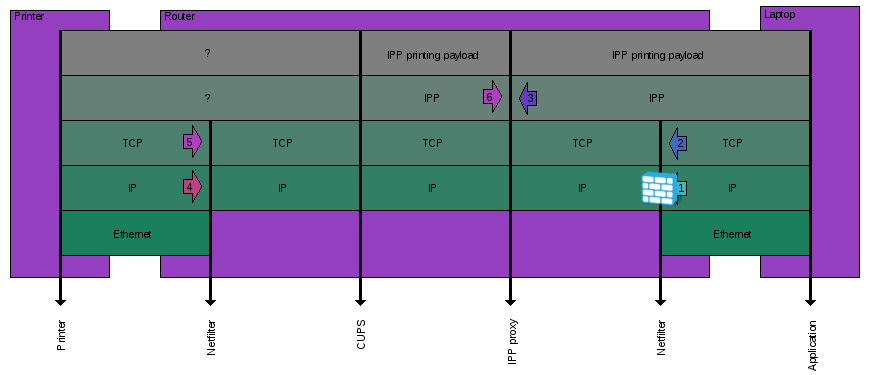 Printer
Router
Laptop
?
IPP printing payload
IPP printing payload
?
IPP
6
3
IPP
TCP
5
TCP
TCP
TCP
2
TCP
IP
4
IP
IP
IP
1
IP
Ethernet
Ethernet
Printer
Netfilter
CUPS
IPP proxy
Netfilter
Application